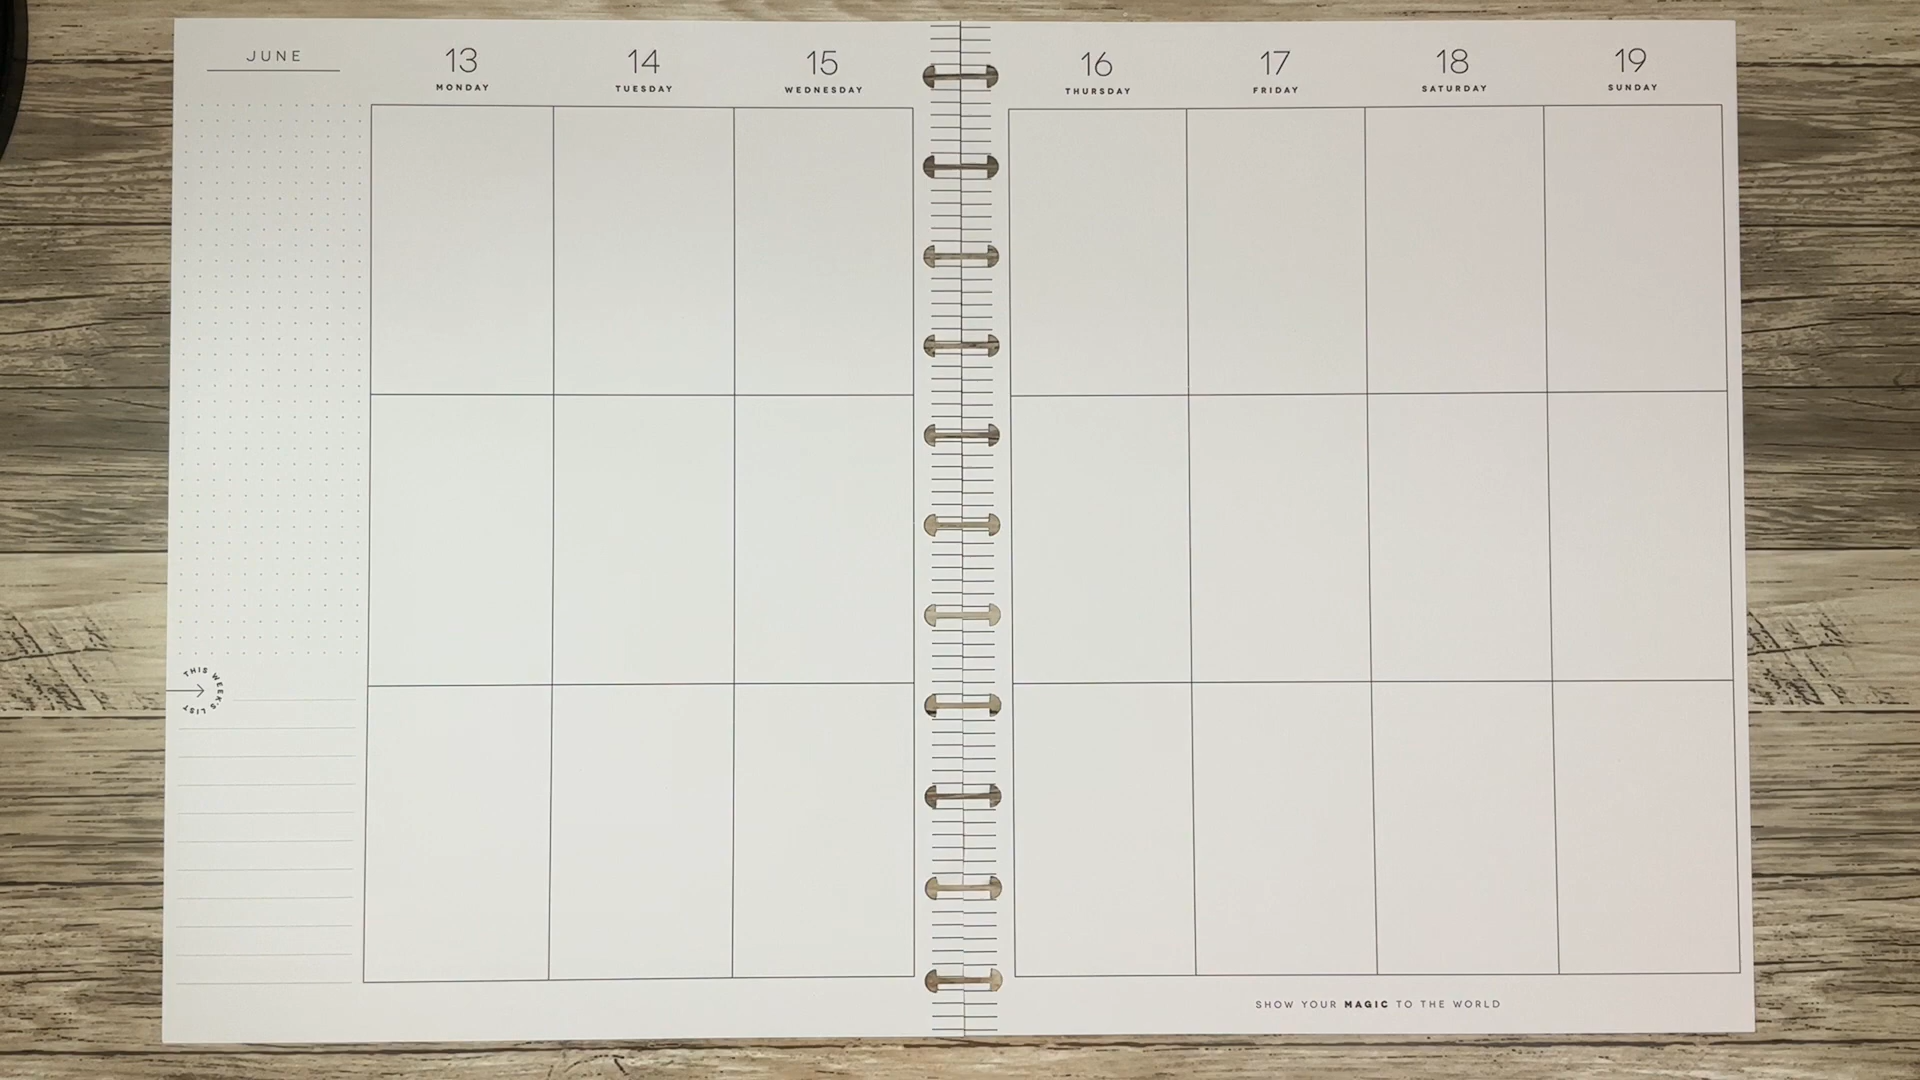 JUNE
13
MONDAY
14
TUESDAY
15
WEDNESDAY
16
THURSDAY
17
FRIDAY
18
SATURDAY
19
SUNDAY
THIS WEEK'S LIST
SHOW YOUR MAGIC TO THE WORLD